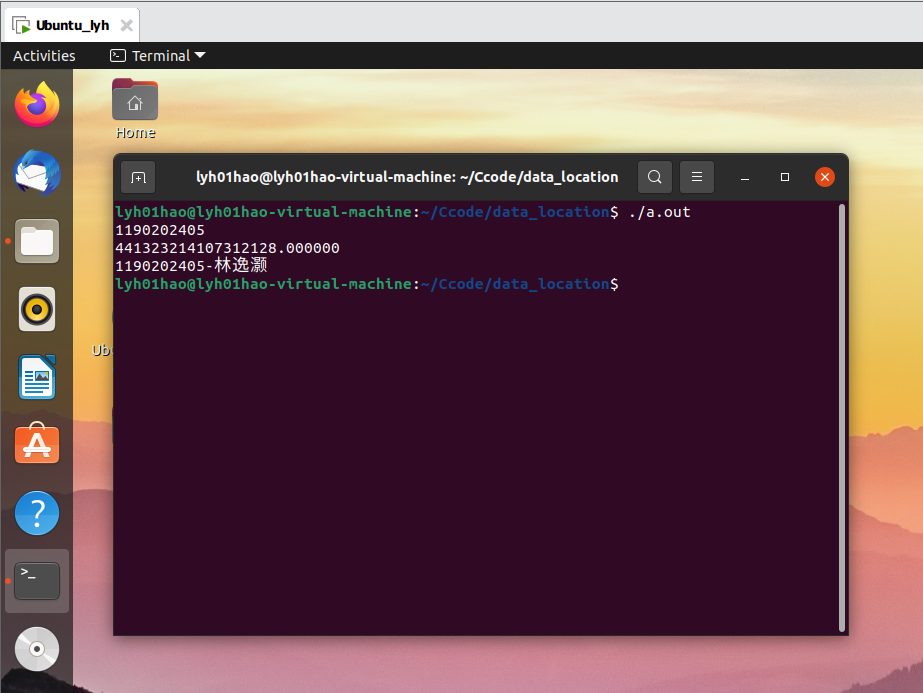 Ubuntu_lyh
Activities
Terminal
Home
lyh01hao@lyh01hao-virtual-machine: ~/Ccode/data_location
lyh01hao@lyh01hao-virtual-machine:~/Ccode/data_location$ ./a.out
1190202405
441323214107312128.000000
1190202405-林逸灏
lyh01hao@lyh01hao-virtual-machine:~/Ccode/data_location$
Ub